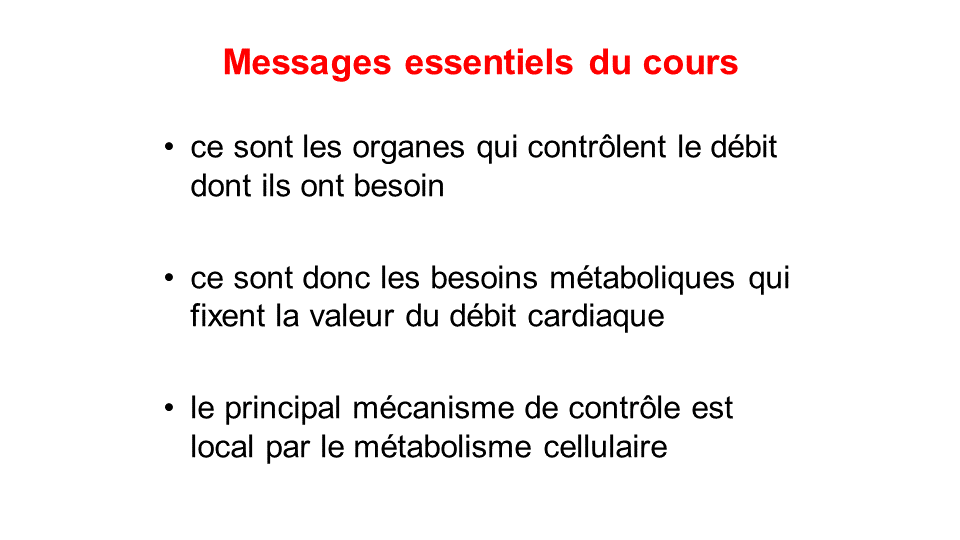 Messages essentiels du cours
• ce sont les organes qui contrôlent le débit
dont ils ont besoin
• ce sont donc les besoins métaboliques qui
fixent la valeur du débit cardiaque
• le principal mécanisme de contrôle est
local par le métabolisme cellulaire